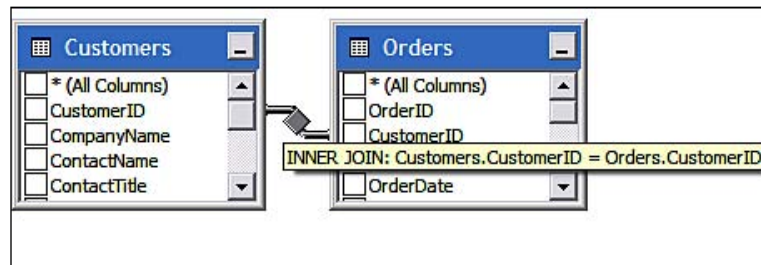 Customers
* (All Columns)
CustomerID
CompanyName
ContactName
ContactTitle
Orders
* (All Columns)
OrderID
CustomerID
INNER JOIN: Customers.CustomerID = Orders.CustomerID
OrderDate